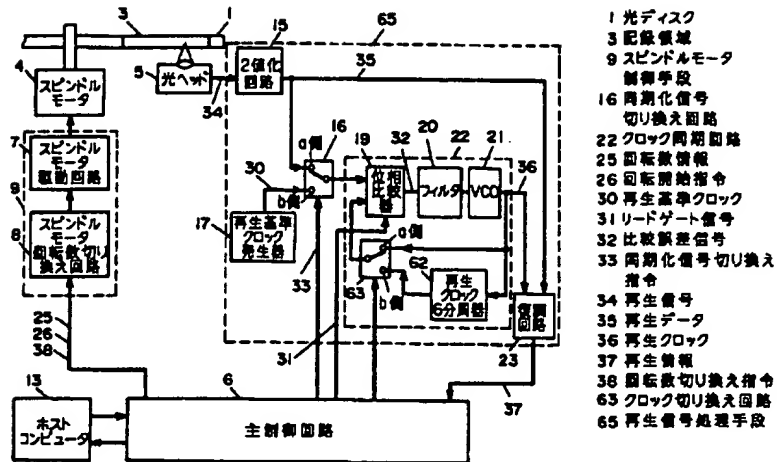 3
1
15
65
2値化
回路
35
5
光ヘッド
34
4
スピンドル
モータ
7
スピンドル
モータ
駆動回路
9
8
スピンドル
モータ
回転数切り
換え回路
a側
16
30
b側
17
再生基準
クロック
発生器
33
19
位相
比較器
32
20
フィルタ
22
21
VCO
36
a側
62
63
b側
再生
クロック
6分周器
31
復調
回路
23
25
26
38
37
13
ホスト
コンピュータ
6
主制御回路
1 光ディスク
3 記録領域
9 スピンドルモータ
制御手段
16 同期化信号
切り換え回路
22 クロック同期回路
25 回転数情報
26 回転開始指令
30 再生基準クロック
31 リードゲート信号
32 比較誤差信号
33 同期化信号切り換え
指令
34 再生信号
35 再生データ
36 再生クロック
37 再生情報
38 回転数切り換え指令
63 クロック切り換え回路
65 再生信号処理手段